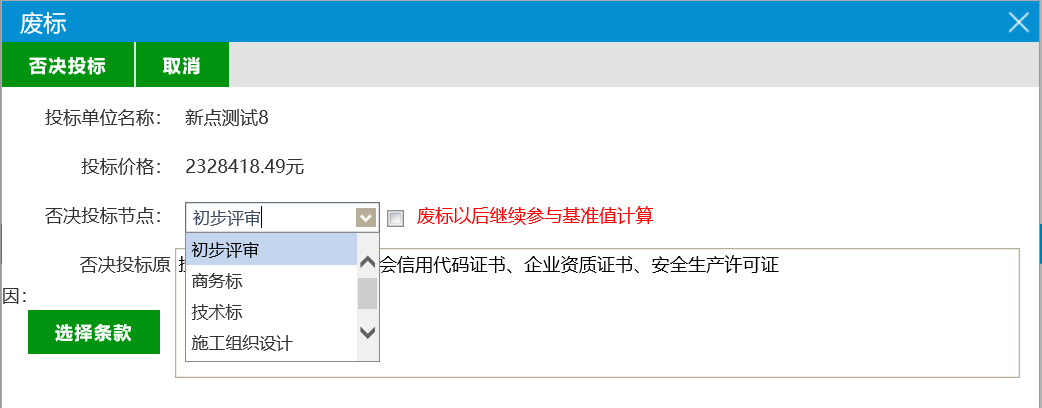 废标
否决投标 取消
投标单位名称: 新点测试8
投标价格: 2328418.49元
否决投标节点: 初步评审 废标以后继续参与基准值计算
初步评审
商务标
技术标
施工组织设计
否决投标原因:
会信用代码证书、企业资质证书、安全生产许可证
选择条款